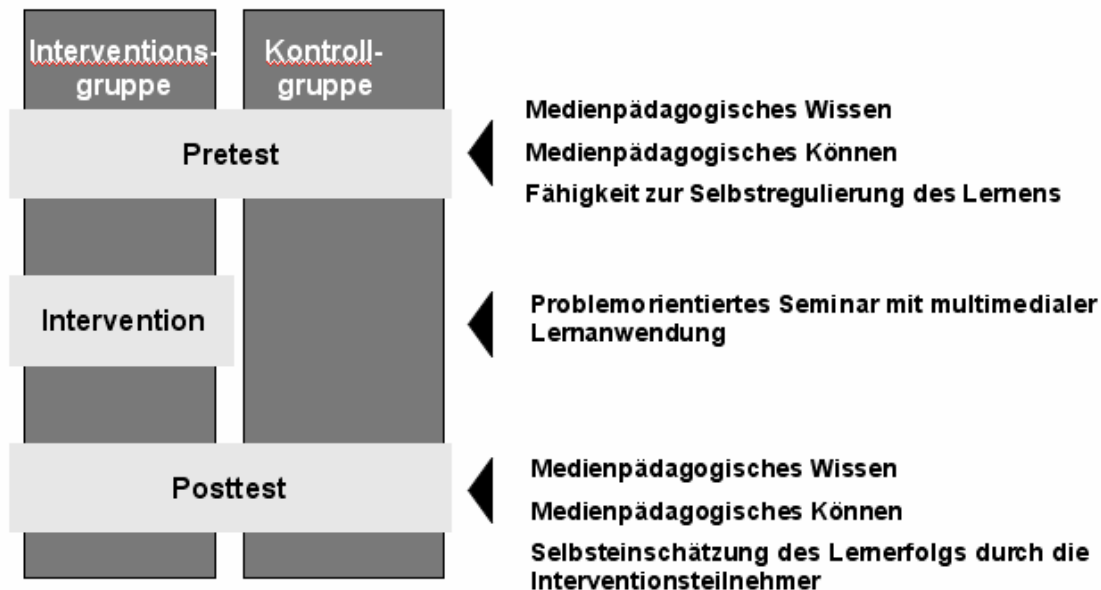 Interventions-
gruppe
Kontroll-
gruppe
Pretest
Medienpädagogisches Wissen
Medienpädagogisches Können
Fähigkeit zur Selbstregulierung des Lernens
Intervention
Problemorientiertes Seminar mit multimedialer
Lernanwendung
Posttest
Medienpädagogisches Wissen
Medienpädagogisches Können
Selbsteinschätzung des Lernerfolgs durch die
Interventionsteilnehmer